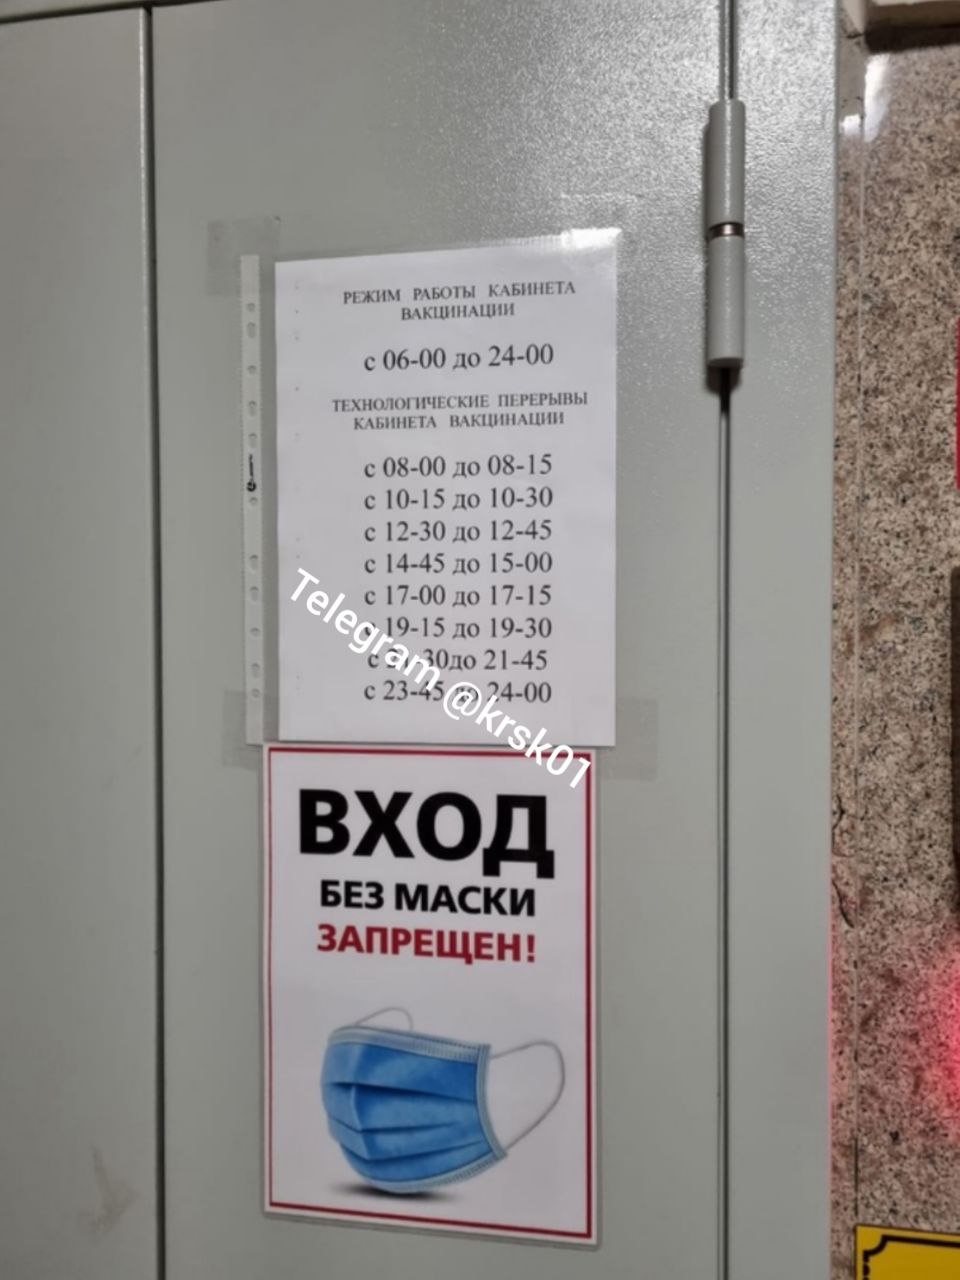 РЕЖИМ РАБОТЫ КАБИНЕТА
ВАКЦИНАЦИИ
с 06-00 до 24-00
ТЕХНОЛОГИЧЕСКИЕ ПЕРЕРЫВЫ
КАБИНЕТА ВАКЦИНАЦИИ
с 08-00 до 08-15
с 10-15 до 10-30
с 12-30 до 12-45
с 14-45 до 15-00
с 17-00 до 17-15
с 19-15 до 19-30
с 21-30до 21-45
с 23-45 до 24-00
Telegram @krsk01
ВХОД
БЕЗ МАСКИ
ЗАПРЕЩЕН!